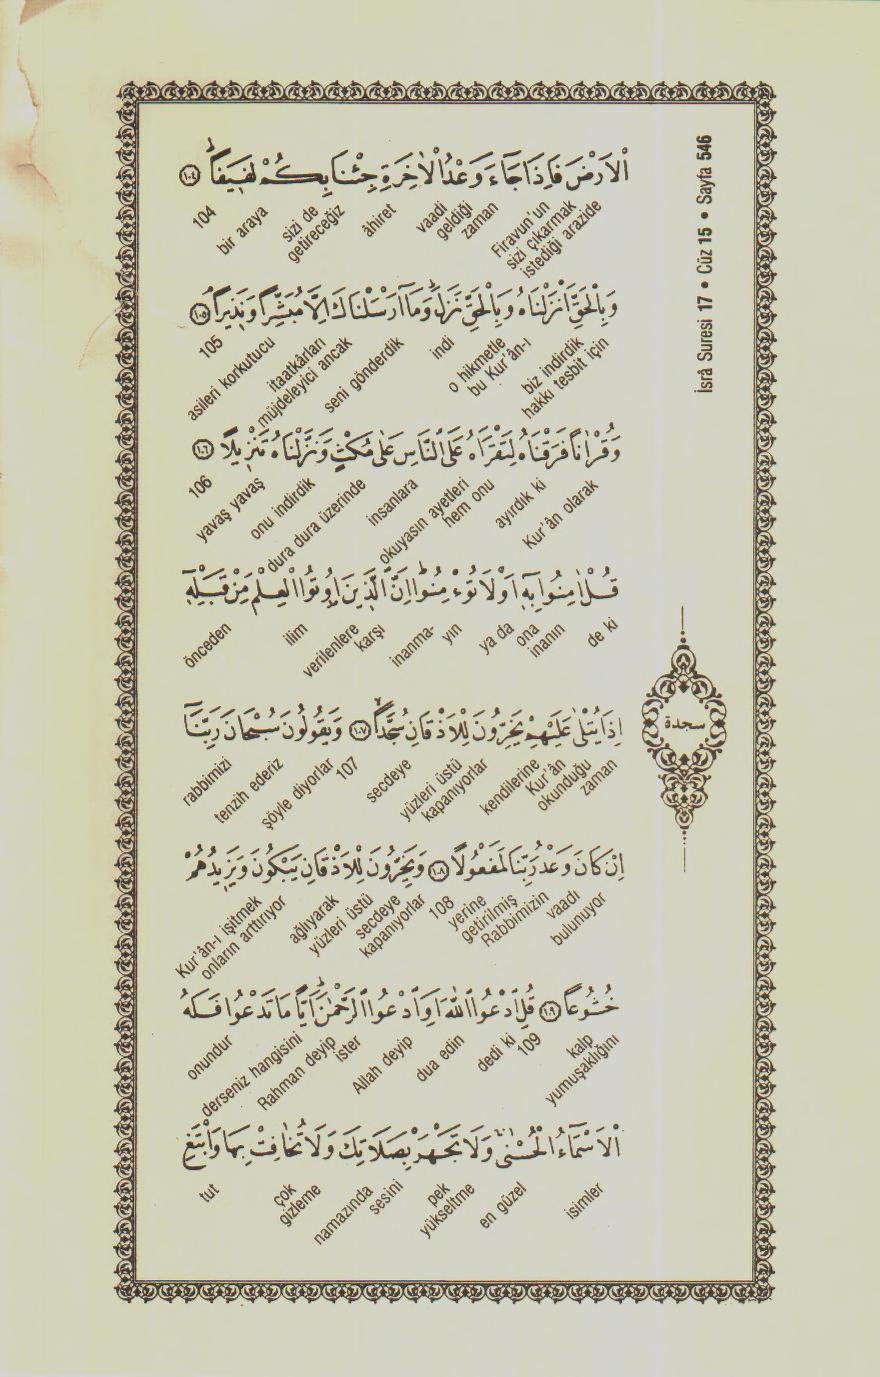 İsrâ Suresi 17 • Cüz 15 • Sayfa 546
اْلاَرْضَ فَاِذَا جَٓاءَ وَعْدُ اْلاٰخِرَةِ جِئْنَا بِكُمْ لَفٖيفًاؕ ﴿١٠٤﴾
Firavun'un sizi çıkarmak istediği arazide zaman geldiği vaadi âhiret sizi de getireceğiz bir araya 104
وَبِالْحَقِّ اَنْزَلْنَاهُ وَبِالْحَقِّ نَزَلَؕ وَمَٓا اَرْسَلْنَاكَ اِلَّا مُبَشِّرًا وَنَذٖيرًاۘ ﴿١٠٥﴾
biz indirdik hakkı tesbit için o hikmetle bu Kur'ân-ı indi seni gönderdik itaatkârları müjdeleyici ancak asileri korkutucu 105
وَقُرْاٰنًا فَرَقْنَاهُ لِتَقْرَاَهُ عَلَى النَّاسِ عَلٰى مُكْثٍ وَنَزَّلْنَاهُ تَنْزٖيلًا ﴿١٠٦﴾
Kur'ân olarak ayırdık ki hem onu okuyasın ayetleri insanlara dura dura üzerinde onu indirdik yavaş yavaş 106
قُلْ اٰمِنُوا بِهٖٓ اَوْ لَا تُؤْمِنُواؕ اِنَّ الَّذٖينَ اُوتُوا الْعِلْمَ مِنْ قَبْلِهٖٓ
de ki inanın ona ya da yın inanma- karşı verilenlere ilim önceden
سجدة
اِذَا يُتْلٰى عَلَيْهِمْ يَخِرُّونَ لِلْاَذْقَانِ سُجَّدًاۙ ﴿١٠٧﴾ وَيَقُولُونَ سُبْحَانَ رَبِّنَٓا
zaman okunduğu Kur'ân kendilerine kapanıyorlar yüzleri üstü secdeye 107 şöyle diyorlar tenzih ederiz rabbimizi
اِنْ كَانَ وَعْدُ رَبِّنَا لَمَفْعُولًا ﴿١٠٨﴾ وَيَخِرُّونَ لِلْاَذْقَانِ يَبْكُونَ وَيَزٖيدُهُمْ
bulunuyor vaadı Rabbimizin getirilmiş yerine 108 kapanıyorlar secdeye yüzleri üstü ağlıyarak onların arttırıyor Kur'ân-ı işitmek
خُشُوعًا ﴿١٠٩﴾ قُلِ ادْعُوا اللّٰهَ اَوِ ادْعُوا الرَّحْمٰنَؕ اَيًّا مَا تَدْعُوا فَلَهُ
kalp yumuşaklığını 109 dedi ki dua edin Allah deyip ister Rahman deyip derseniz hangisini onundur
اْلاَسْمَٓاءُ الْحُسْنٰىۚ وَلَا تَجْهَرْ بِصَلَاتِكَ وَلَا تُخَافِتْ بِهَا وَابْتَغِ
isimler en güzel pek yükseltme sesini namazında çok gizleme tut